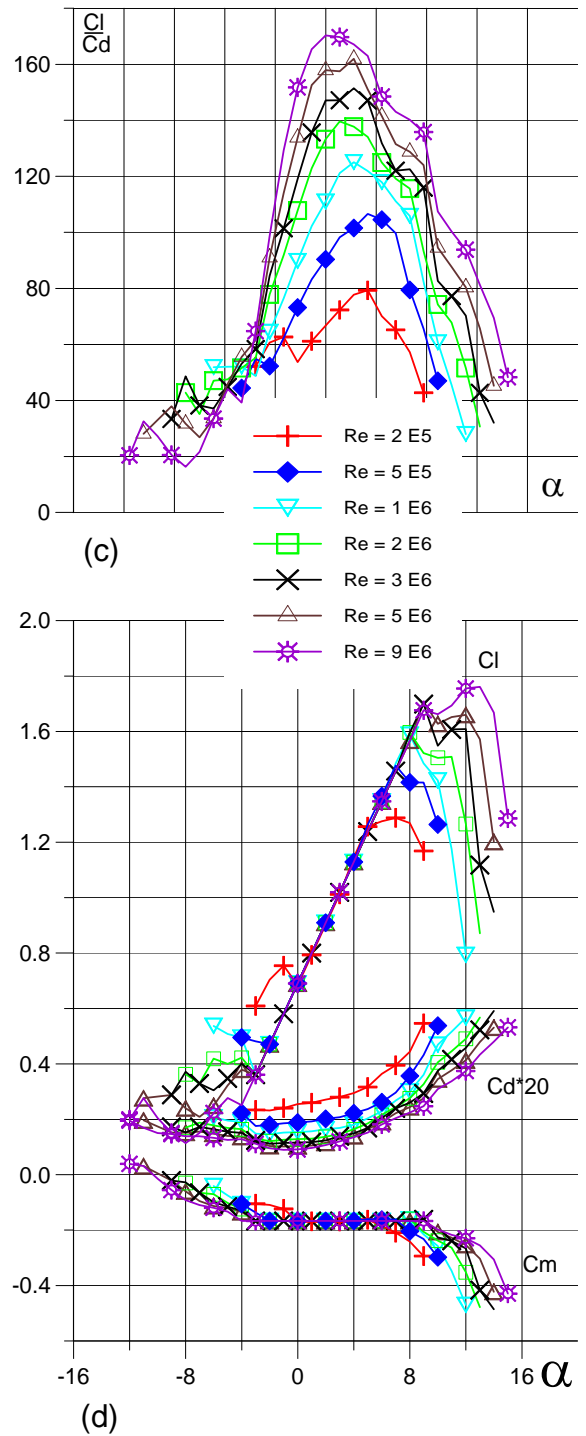 Cl
Cd
160
120
80
40
0
α
(c)
Re = 2 E5
Re = 5 E5
Re = 1 E6
Re = 2 E6
Re = 3 E6
Re = 5 E6
Re = 9 E6
2.0
Cl
1.6
1.2
0.8
0.4
Cd*20
0.0
Cm
-0.4
-16 -8 0 8 16 α
(d)